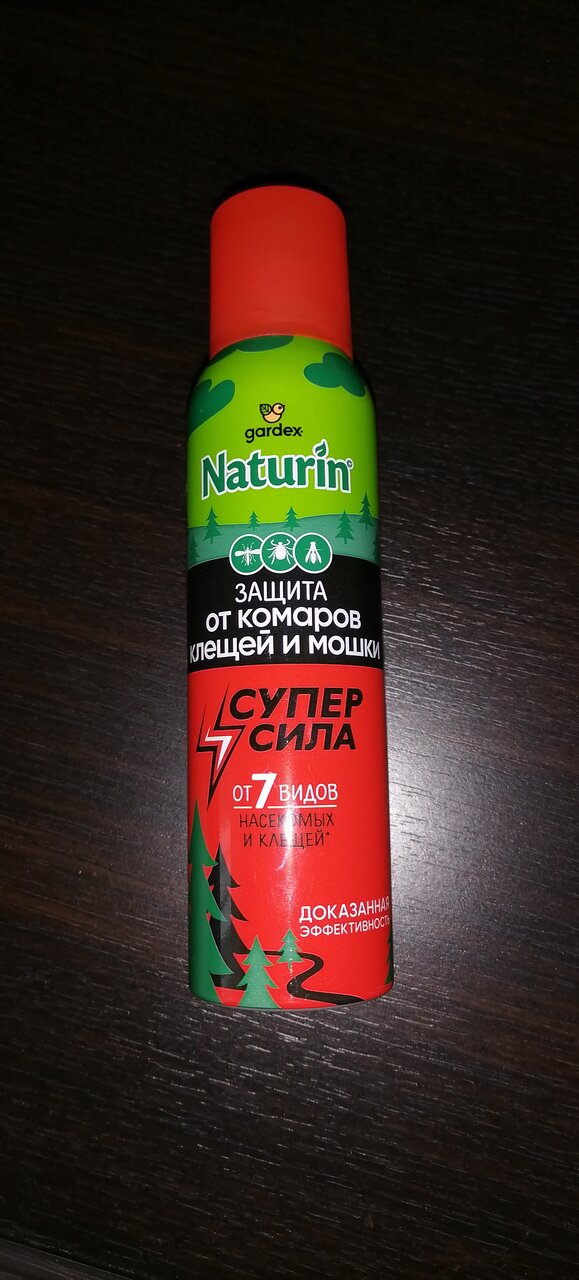 gardex
Naturin
ЗАЩИТА
от комаров
клещей и мошки
СУПЕР
СИЛА
ОТ 7 ВИДОВ
НАСЕКОМЫХ
И КЛЕЩЕЙ*
ДОКАЗАННАЯ
ЭФФЕКТИВНОСТЬ